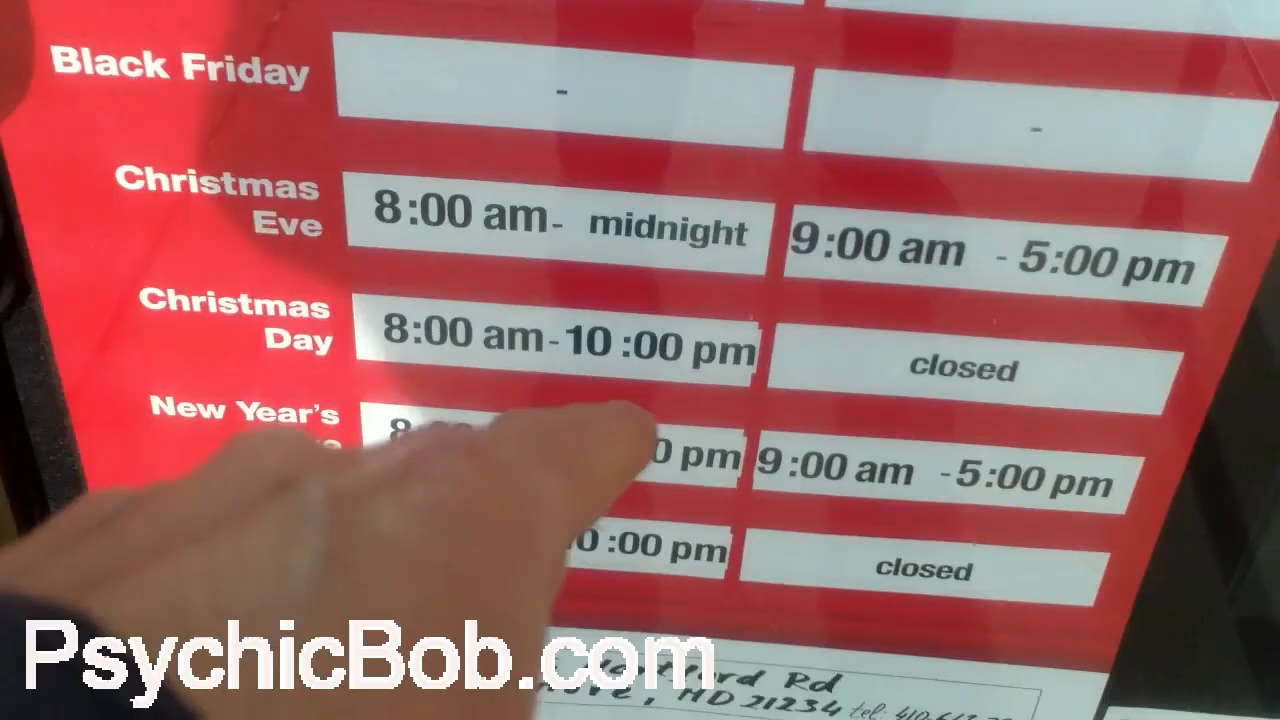 Black Friday - -
Christmas
Eve 8:00 am- midnight 9:00 am - 5:00 pm
Christmas
Day 8:00 am-10:00 pm closed
New Year's
pm 9:00 am -5:00 pm
:00 pm closed
PsychicBob.com
Rd
, MD 21234 tel: